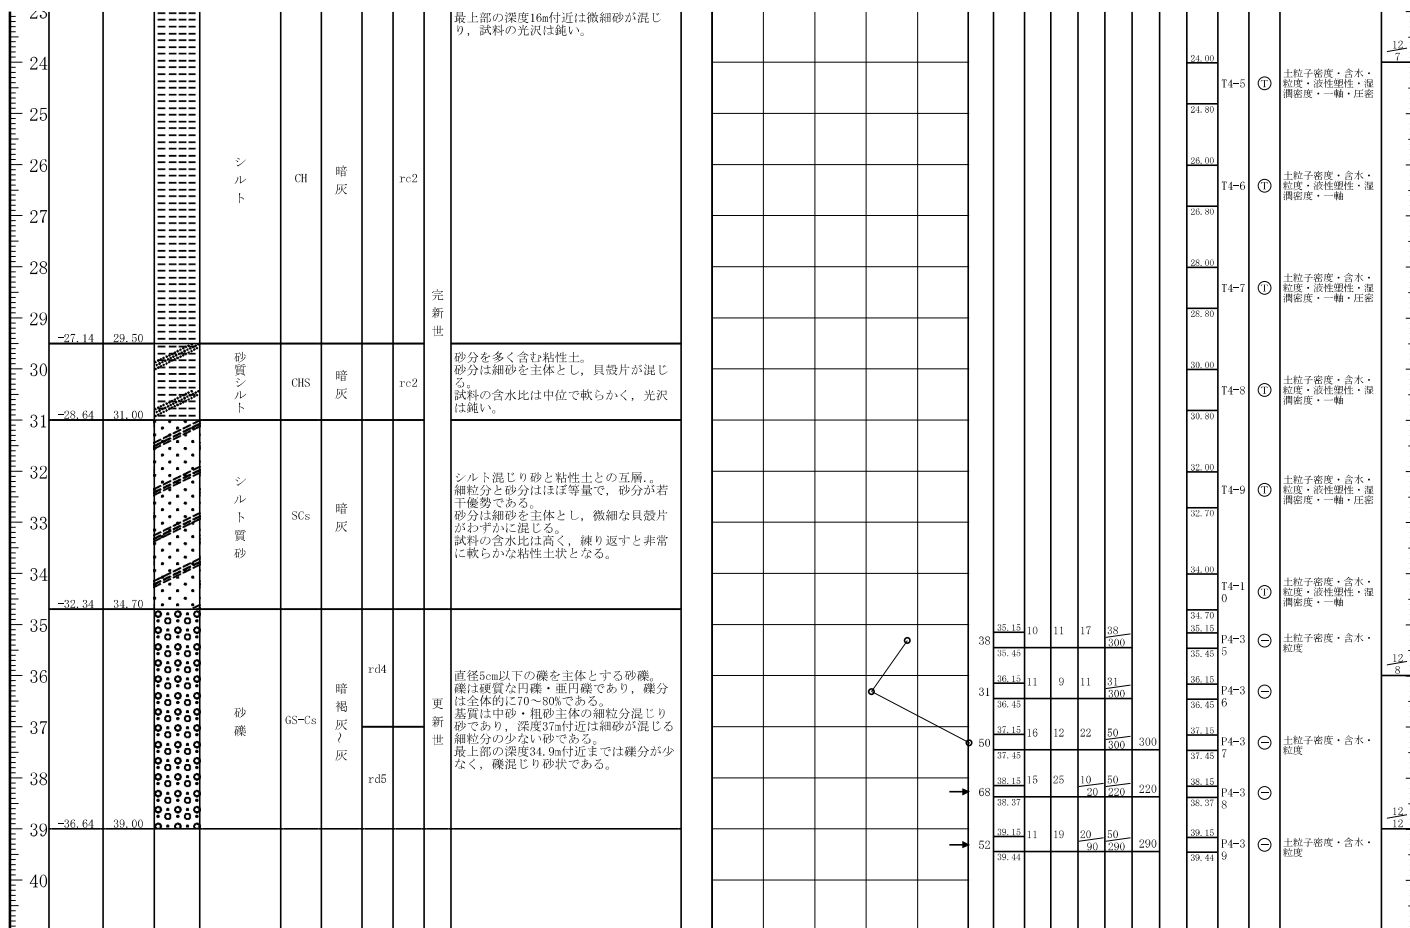 最上部の深度16m付近は微細砂が混じ
り，試料の光沢は鈍い。
23
24
25
26
27
28
29
30
31
32
33
34
35
36
37
38
39
40
-27.14 29.50
-28.64 31.00
-32.34 34.70
-36.64 39.00
シルト
CH
暗灰
rc2
完新世
砂質シルト
CHS
暗灰
rc2
砂分を多く含む粘性土。
砂分は細砂を主体とし，貝殻片が混じ
る。
試料の含水比は中位で軟らかく，光沢
は鈍い。
シルト質砂
SCs
暗灰
シルト混じり砂と粘性土との互層.。
細粒分と砂分はほぼ等量で，砂分が若
干優勢である。
砂分は細砂を主体とし，微細な貝殻片
がわずかに混じる。
試料の含水比は高く，練り返すと非常
に軟らかな粘性土状となる。
砂礫
GS-Cs
暗褐灰～灰
rd4
rd5
更新世
直径5cm以下の礫を主体とする砂礫。
礫は硬質な円礫・亜円礫であり，礫分
は全体的に70～80%である。
基質は中砂・粗砂主体の細粒分混じり
砂であり，深度37m付近は細砂が混じる
細粒分の少ない砂である。
最上部の深度34.9m付近までは礫分が少
なく，礫混じり砂状である。
38 35.15 10 11 17 38
35.45 300
31 36.15 11 9 11 31
36.45 300
50 37.15 16 12 22 50 300
37.45 300
68 38.15 15 25 10 50 220
38.37 20 220
52 39.15 11 19 20 50 290
39.44 90 290
24.00
T4-5 T
24.80
土粒子密度・含水・
粒度・液性塑性・湿
潤密度・一軸・圧密
26.00
T4-6 T
26.80
土粒子密度・含水・
粒度・液性塑性・湿
潤密度・一軸
28.00
T4-7 T
28.80
土粒子密度・含水・
粒度・液性塑性・湿
潤密度・一軸・圧密
30.00
T4-8 T
30.80
土粒子密度・含水・
粒度・液性塑性・湿
潤密度・一軸
32.00
T4-9 T
32.70
土粒子密度・含水・
粒度・液性塑性・湿
潤密度・一軸・圧密
34.00
T4-1
0 T
34.70
土粒子密度・含水・
粒度・液性塑性・湿
潤密度・一軸
35.15
P4-3
35.45 5
土粒子密度・含水・
粒度
36.15
P4-3
36.45 6
37.15
P4-3
37.45 7
土粒子密度・含水・
粒度
38.15
P4-3
38.37 8
39.15
P4-3
39.44 9
土粒子密度・含水・
粒度
12
7
12
8
12
12